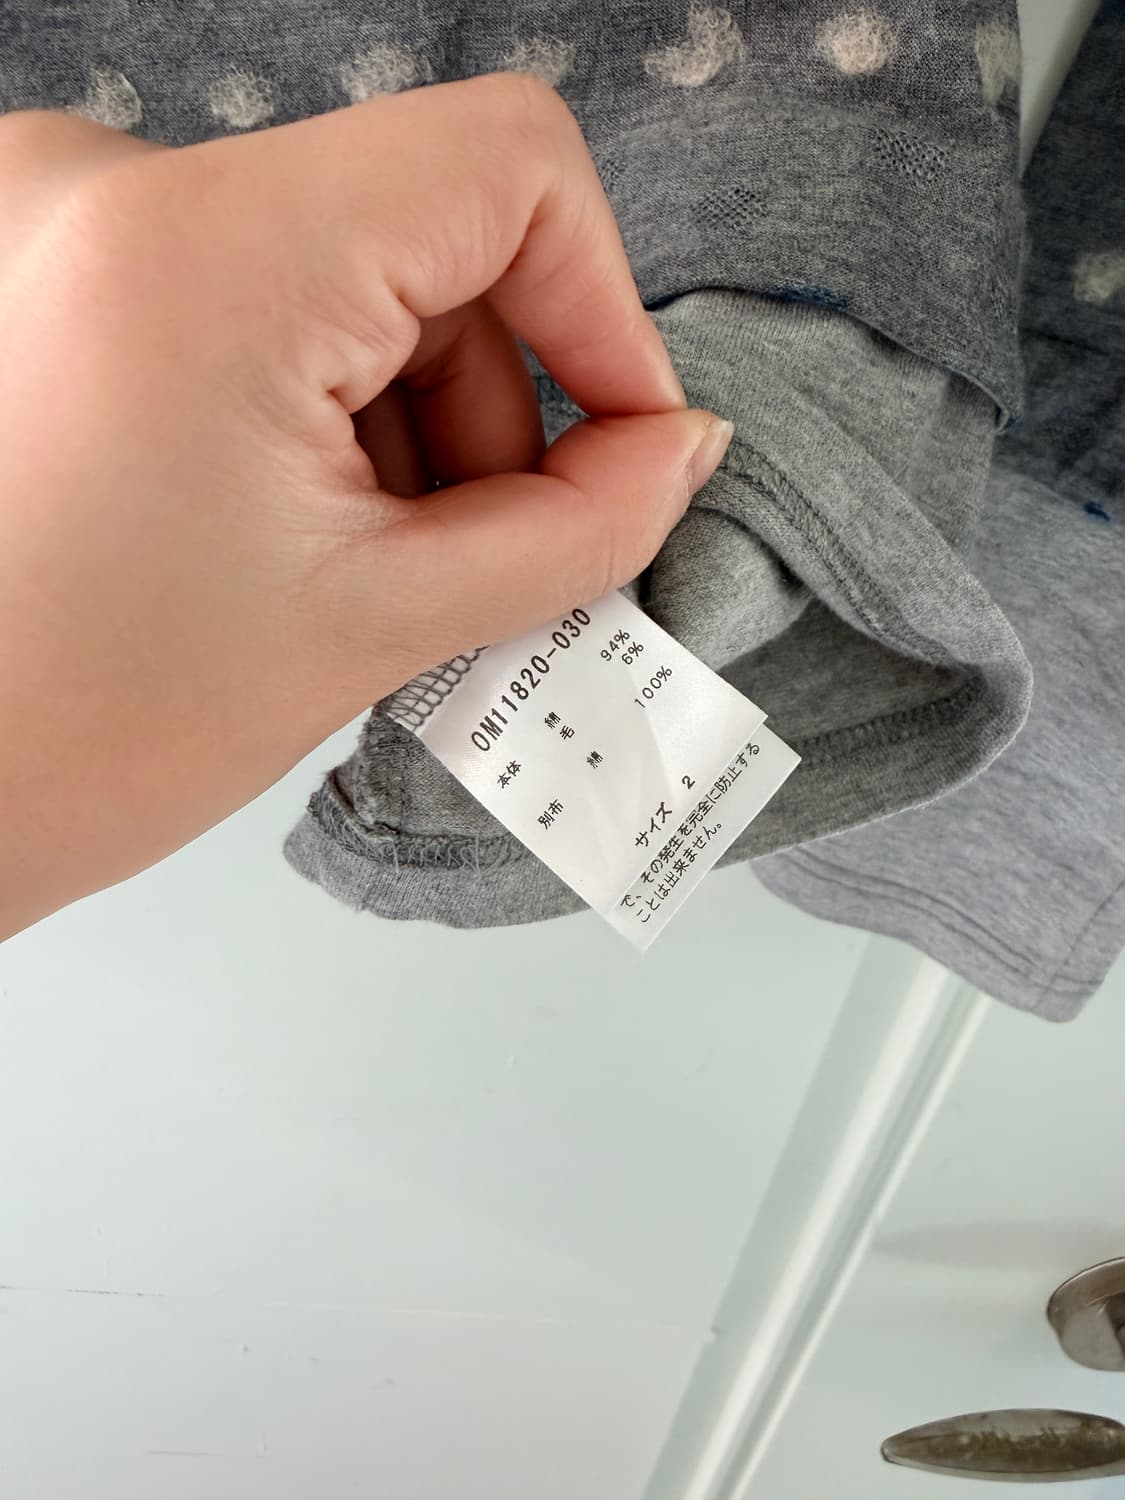 OM11820-030
本体 綿 94%
毛 6%
別布 綿 100%
サイズ 2
で、その発生を完全に防止する
ことは出来ません。